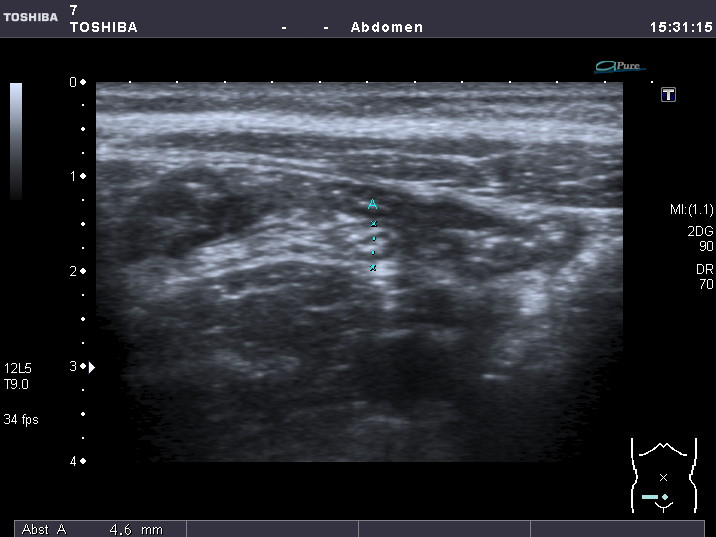 TOSHIBA
7
TOSHIBA - - Abdomen 15:31:15
Pure
T
0
1
A
2
3
4
MI:(1.1)
2DG
90
DR
70
12L5
T9.0
34 fps
Abst A 4.6 mm